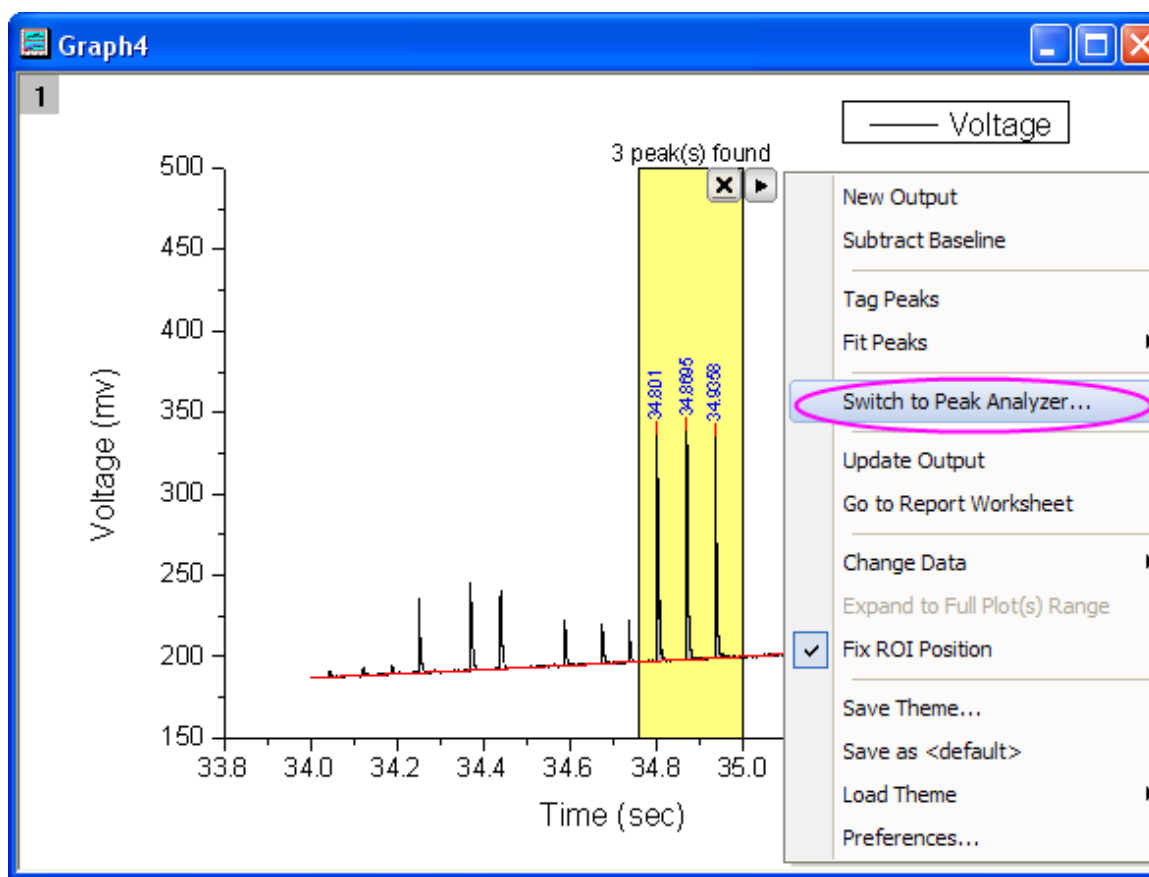 Graph4
1
Voltage
3 peak(s) found
500
450
400
350
300
250
200
150
Voltage (mv)
34.801
34.8695
34.9358
33.8 34.0 34.2 34.4 34.6 34.8 35.0
Time (sec)
New Output
Subtract Baseline
Tag Peaks
Fit Peaks
Switch to Peak Analyzer...
Update Output
Go to Report Worksheet
Change Data
Expand to Full Plot(s) Range
Fix ROI Position
Save Theme...
Save as <default>
Load Theme
Preferences...